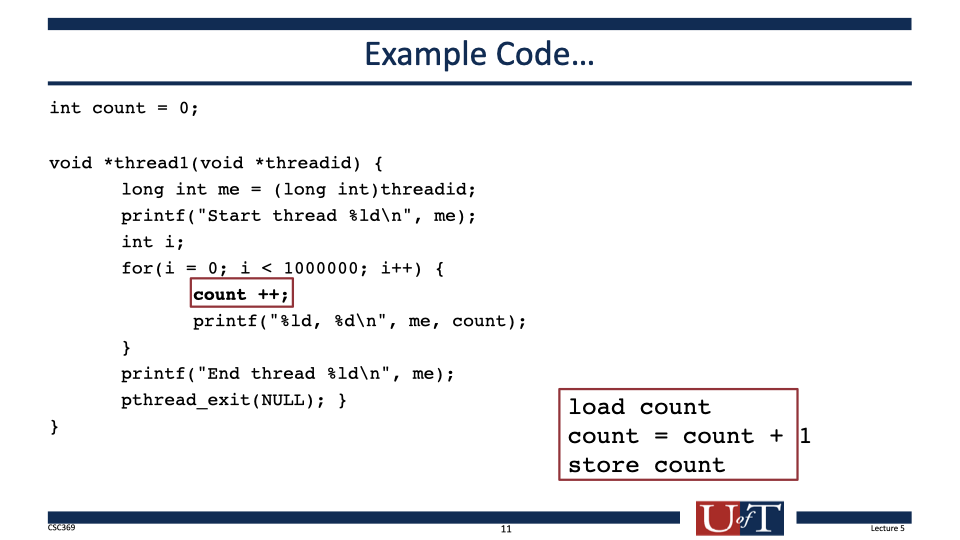 Example Code…
int count = 0;
void *thread1(void *threadid) {
long int me = (long int)threadid;
printf("Start thread %ld\n", me);
int i;
for(i = 0; i < 1000000; i++) {
count ++;
printf("%ld, %d\n", me, count);
}
printf("End thread %ld\n", me);
pthread_exit(NULL); }
}
load count
count = count + 1
store count
CSC369
11
U of T
Lecture 5